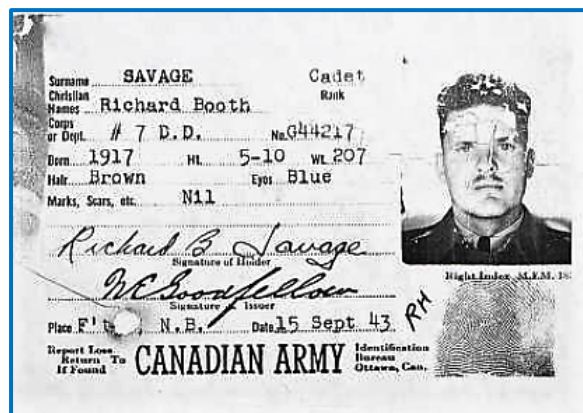 Surname SAVAGE Cadet
Christian Names Richard Booth Rank
Corps or Dept. # 7 D.D. No. G44217
Born 1917 Ht. 5-10 Wt. 207
Hair Brown Eyes Blue
Marks, Scars, etc. Nil
Richard B Savage
Signature of Holder
W E Goodfellow
Signature Issuer
Place F't N.B. Date 15 Sept 43
RH
Right Index M.F.M.
Report Loss
Return To
If Found
CANADIAN ARMY
Identification
Bureau
Ottawa, Can.